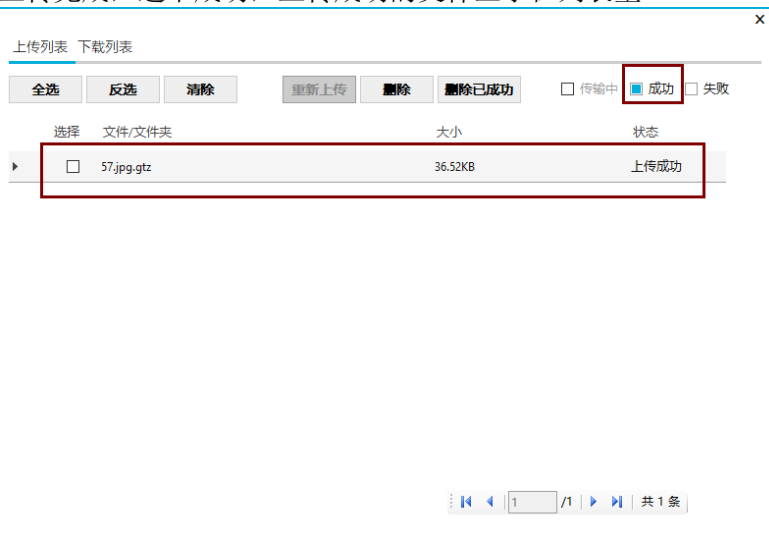 上传列表 下载列表
全选 反选 清除 重新上传 删除 删除已成功 传输中 成功 失败
选择 文件/文件夹 大小 状态
57.jpg.gtz 36.52KB 上传成功
1 /1 共 1 条